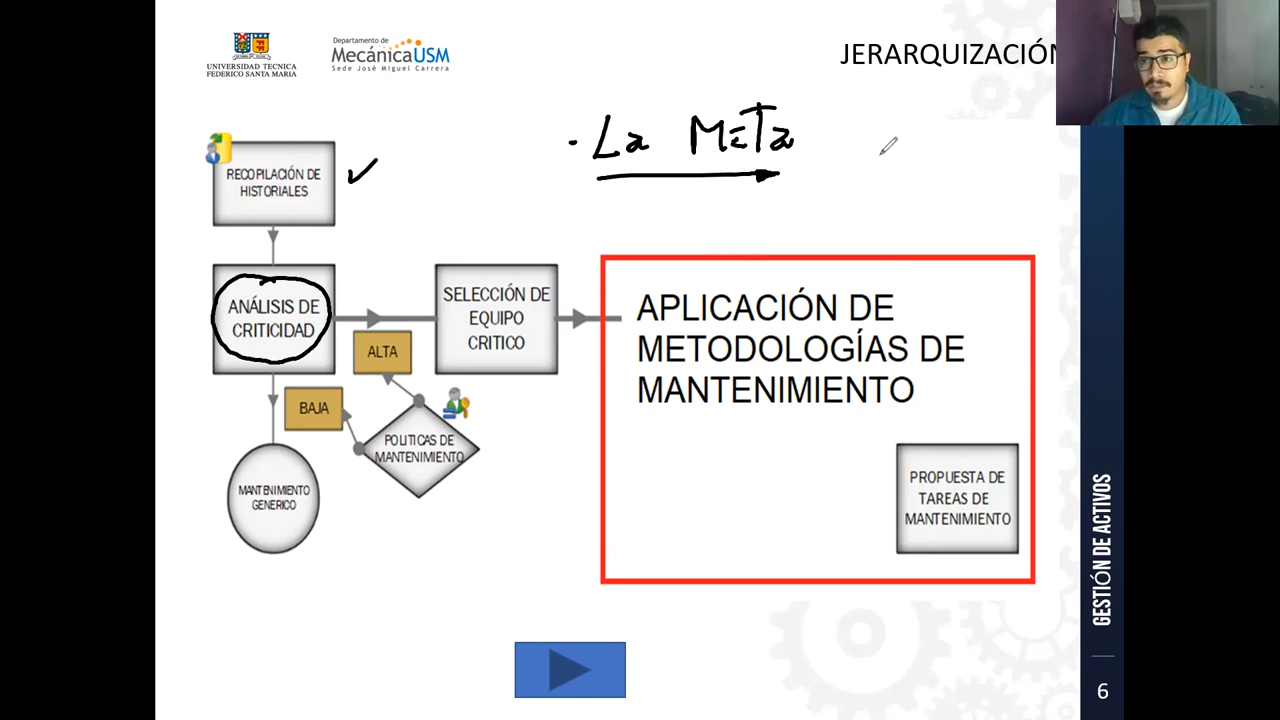 UNIVERSIDAD TECNICA
FEDERICO SANTA MARIA
Departamento de
MecánicaUSM
Sede José Miguel Carrera
JERARQUIZACIÓN
· La Meta
RECOPILACIÓN DE
HISTORIALES
ANÁLISIS DE
CRITICIDAD
SELECCIÓN DE
EQUIPO
CRITICO
ALTA
BAJA
POLITICAS DE
MANTENIMIENTO
MANTENIMIENTO
GENERICO
APLICACIÓN DE
METODOLOGÍAS DE
MANTENIMIENTO
PROPUESTA DE
TAREAS DE
MANTENIMIENTO
GESTIÓN DE ACTIVOS
6